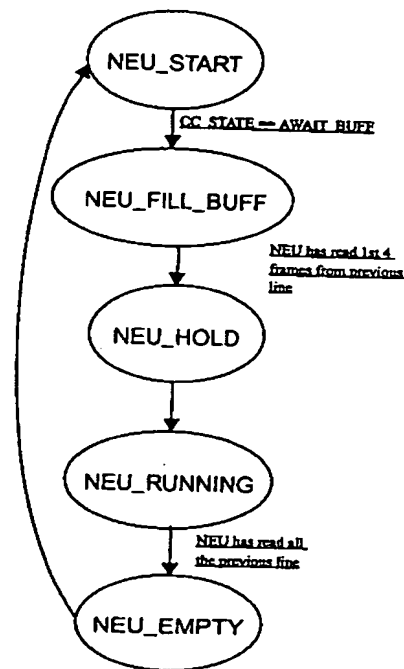 NEU_START
CC_STATE == AWAIT_BUFF
NEU_FILL_BUFF
NEU has read 1st 4
frames from previous
line
NEU_HOLD
NEU_RUNNING
NEU has read all
the previous line
NEU_EMPTY